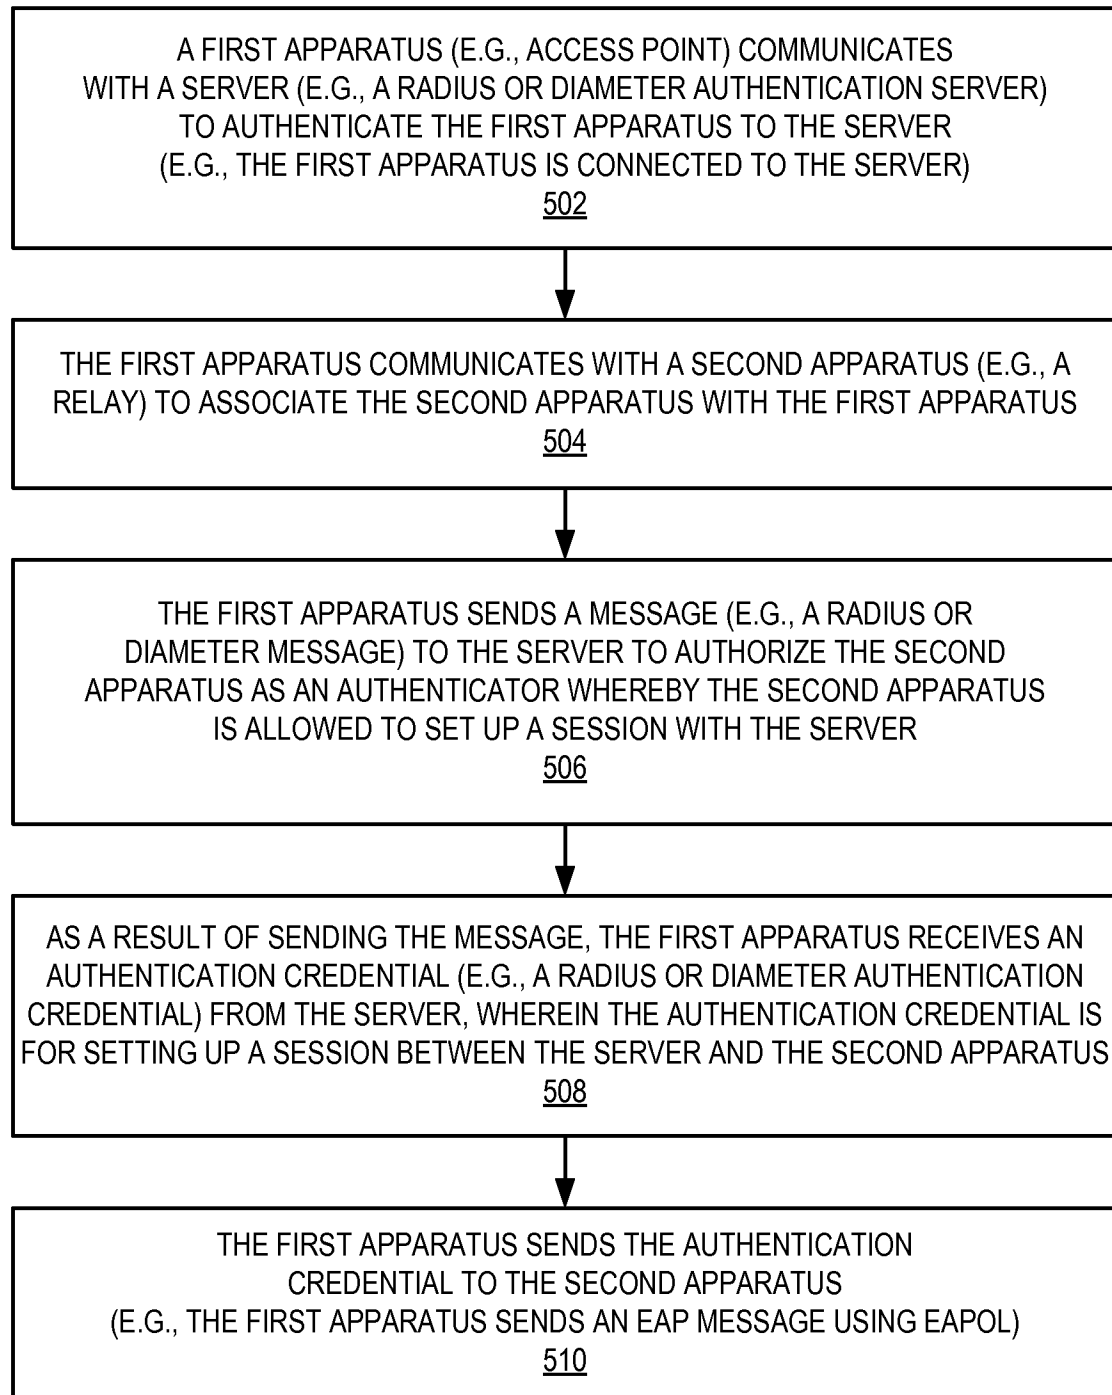 A FIRST APPARATUS (E.G., ACCESS POINT) COMMUNICATES
WITH A SERVER (E.G., A RADIUS OR DIAMETER AUTHENTICATION SERVER)
TO AUTHENTICATE THE FIRST APPARATUS TO THE SERVER
(E.G., THE FIRST APPARATUS IS CONNECTED TO THE SERVER)
502
THE FIRST APPARATUS COMMUNICATES WITH A SECOND APPARATUS (E.G., A
RELAY) TO ASSOCIATE THE SECOND APPARATUS WITH THE FIRST APPARATUS
504
THE FIRST APPARATUS SENDS A MESSAGE (E.G., A RADIUS OR
DIAMETER MESSAGE) TO THE SERVER TO AUTHORIZE THE SECOND
APPARATUS AS AN AUTHENTICATOR WHEREBY THE SECOND APPARATUS
IS ALLOWED TO SET UP A SESSION WITH THE SERVER
506
AS A RESULT OF SENDING THE MESSAGE, THE FIRST APPARATUS RECEIVES AN
AUTHENTICATION CREDENTIAL (E.G., A RADIUS OR DIAMETER AUTHENTICATION
CREDENTIAL) FROM THE SERVER, WHEREIN THE AUTHENTICATION CREDENTIAL IS
FOR SETTING UP A SESSION BETWEEN THE SERVER AND THE SECOND APPARATUS
508
THE FIRST APPARATUS SENDS THE AUTHENTICATION
CREDENTIAL TO THE SECOND APPARATUS
(E.G., THE FIRST APPARATUS SENDS AN EAP MESSAGE USING EAPOL)
510